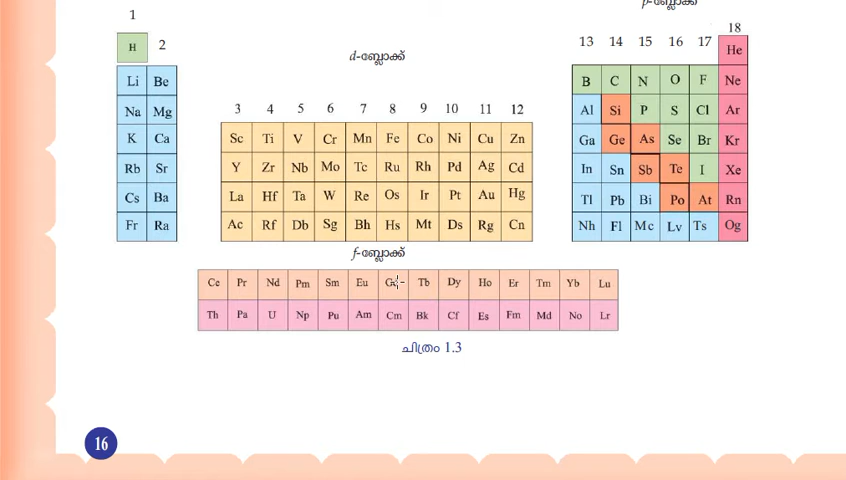 p-ബ്ലോക്ക്
1 18
H 2 d-ബ്ലോക്ക് 13 14 15 16 17 He
Li Be B C N O F Ne
Na Mg 3 4 5 6 7 8 9 10 11 12 Al Si P S Cl Ar
K Ca Sc Ti V Cr Mn Fe Co Ni Cu Zn Ga Ge As Se Br Kr
Rb Sr Y Zr Nb Mo Tc Ru Rh Pd Ag Cd In Sn Sb Te I Xe
Cs Ba La Hf Ta W Re Os Ir Pt Au Hg Tl Pb Bi Po At Rn
Fr Ra Ac Rf Db Sg Bh Hs Mt Ds Rg Cn Nh Fl Mc Lv Ts Og
f-ബ്ലോക്ക്
Ce Pr Nd Pm Sm Eu Tb Dy Ho Er Tm Yb Lu
Th Pa U Np Pu Am Cm Bk Cf Es Fm Md No Lr
ചിത്രം 1.3
16